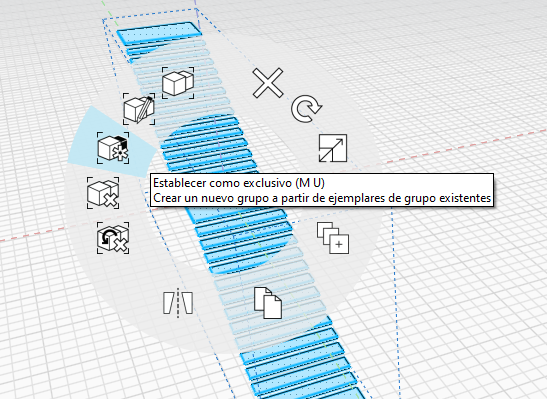 Establecer como exclusivo (M U)
Crear un nuevo grupo a partir de ejemplares de grupo existentes